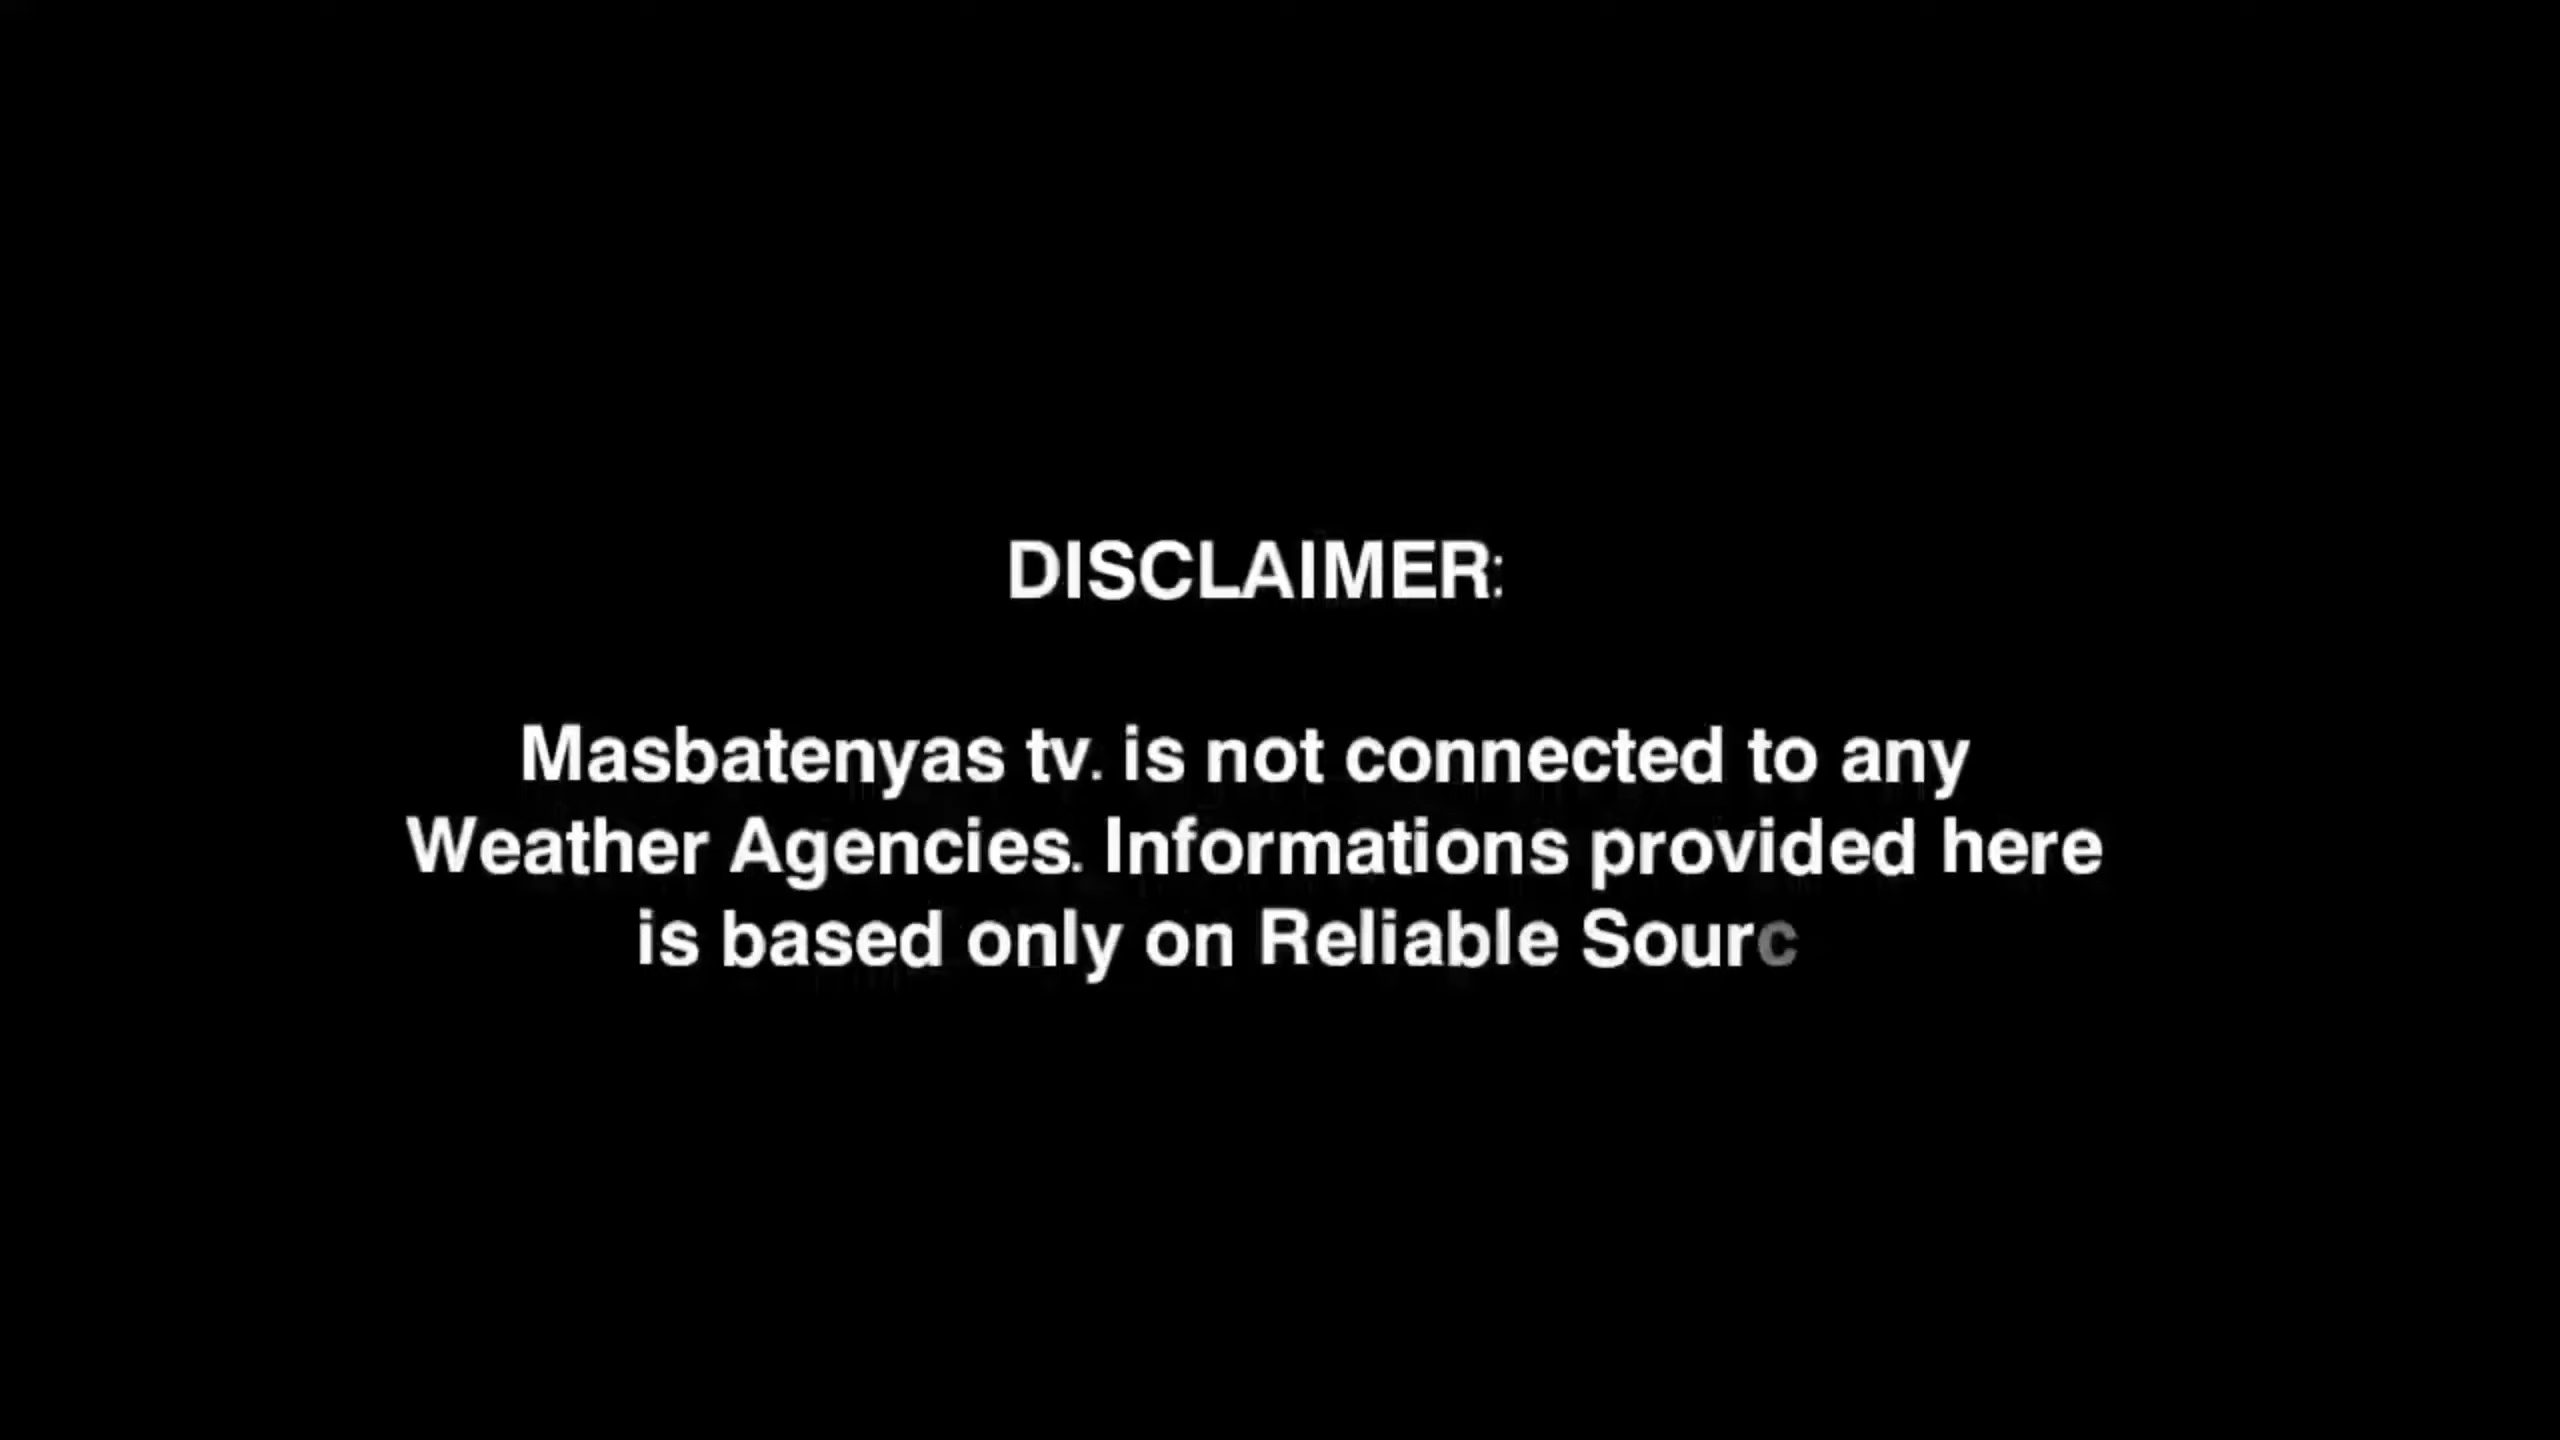 DISCLAIMER:
Masbatenyas tv. is not connected to any
Weather Agencies. Informations provided here
is based only on Reliable Sourc